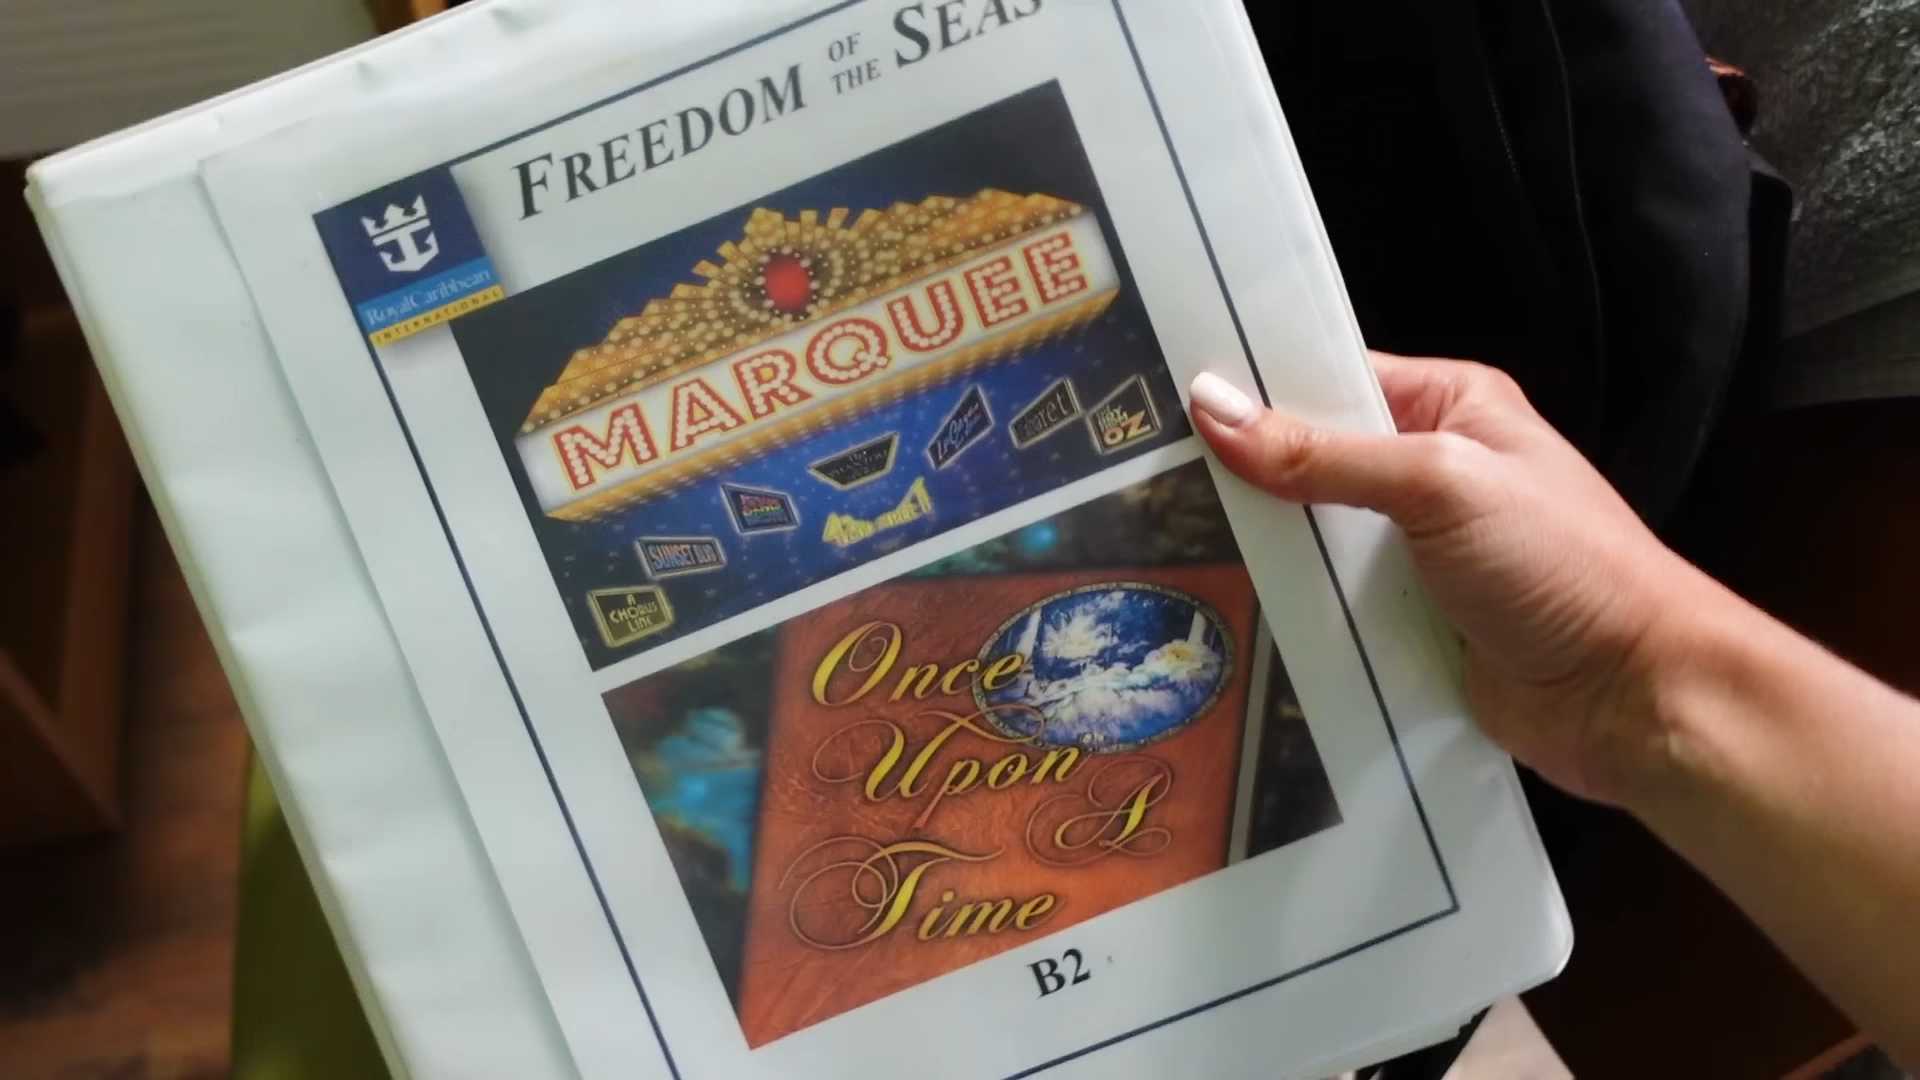 FREEDOM OF THE SEAS
RoyalCaribbean
INTERNATIONAL
MARQUEE
Cabaret
OZ
SUNSET BLVD
A
CHORUS
LINE
Once
Upon
A
Time
B2